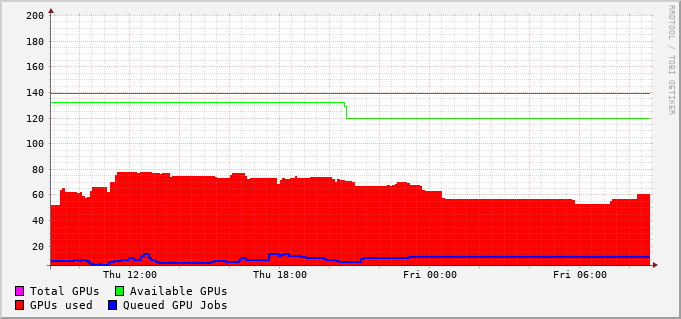 RRDTOOL / TOBI OETIKER
200
180
160
140
120
100
80
60
40
20
Thu 12:00 Thu 18:00 Fri 00:00 Fri 06:00
Total GPUs Available GPUs
GPUs used Queued GPU Jobs